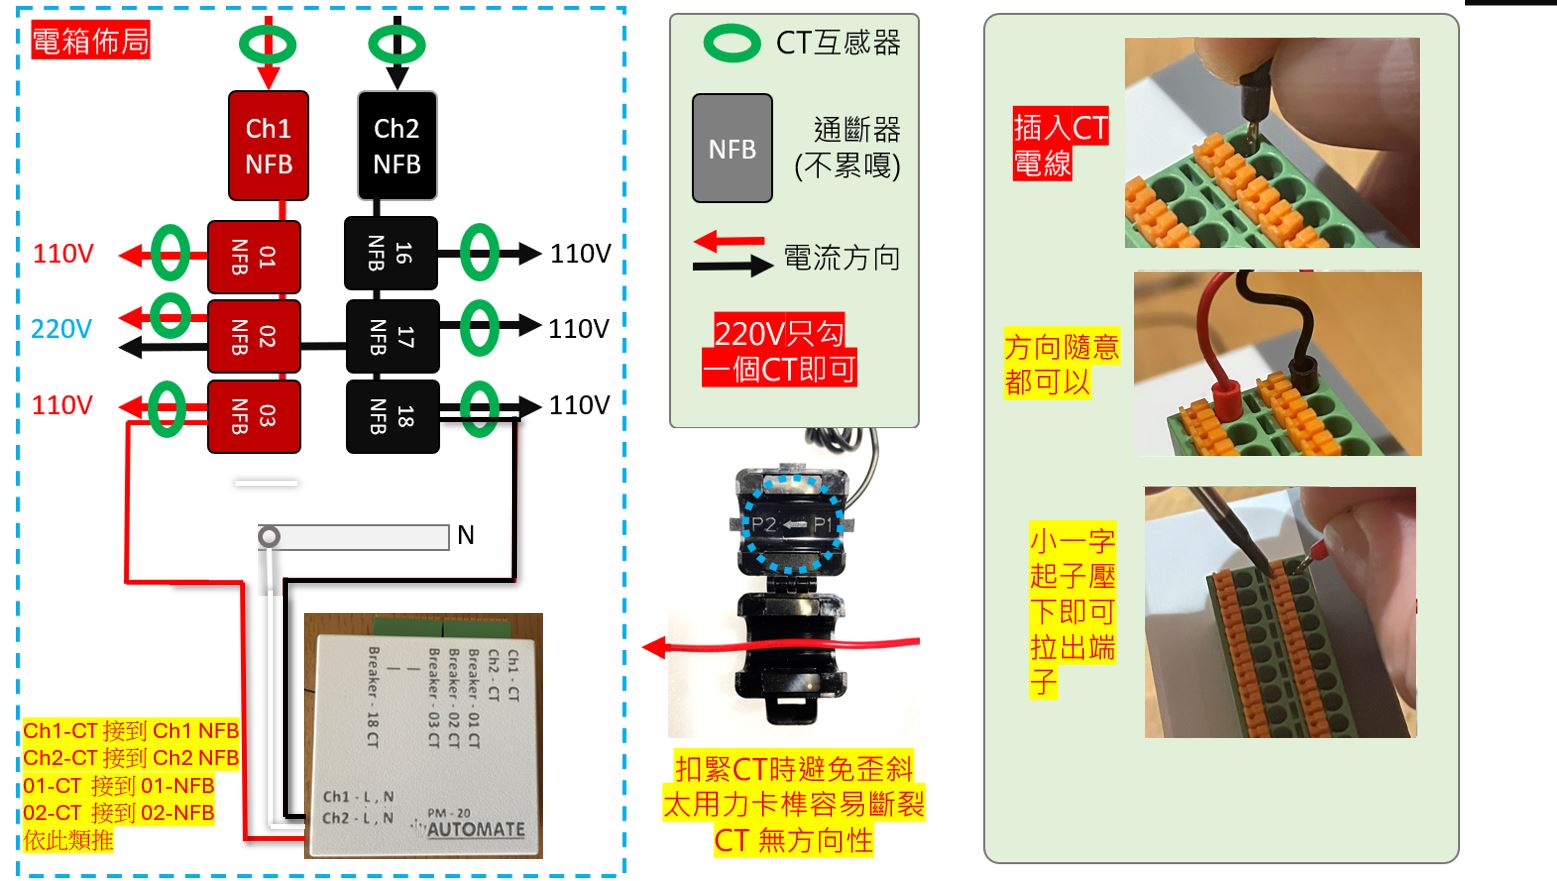 電箱佈局
Ch1
NFB
Ch2
NFB
110V
01
NFB
16
NFB
110V
220V
02
NFB
17
NFB
110V
110V
03
NFB
18
NFB
110V
N
Ch1 - CT
Ch2 - CT
Breaker - 01 CT
Breaker - 02 CT
Breaker - 03 CT
|
|
Breaker - 18 CT
Ch1 - L , N
Ch2 - L , N
PM - 20
AUTOMATE
Ch1-CT 接到 Ch1 NFB
Ch2-CT 接到 Ch2 NFB
01-CT 接到 01-NFB
02-CT 接到 02-NFB
依此類推
CT互感器
NFB
通斷器
(不累嘎)
電流方向
220V只勾
一個CT即可
P2 ← P1
扣緊CT時避免歪斜
太用力卡榫容易斷裂
CT 無方向性
插入CT
電線
方向隨意
都可以
小一字
起子壓
下即可
拉出端
子